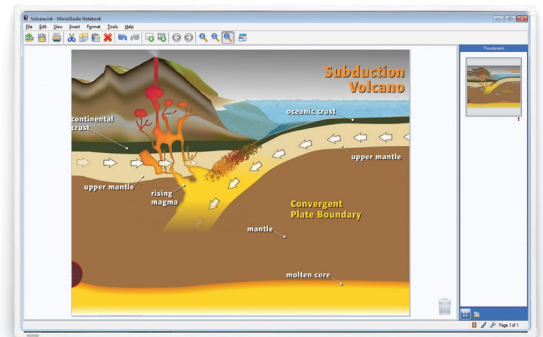 Volcano.ink - MimioStudio Notebook
File Edit View Insert Format Tools Help
Thumbnails
Subduction
Volcano
continental
crust
oceanic crust
upper mantle
upper mantle
rising
magma
Convergent
Plate Boundary
mantle
molten core
1
Page 1 of 1